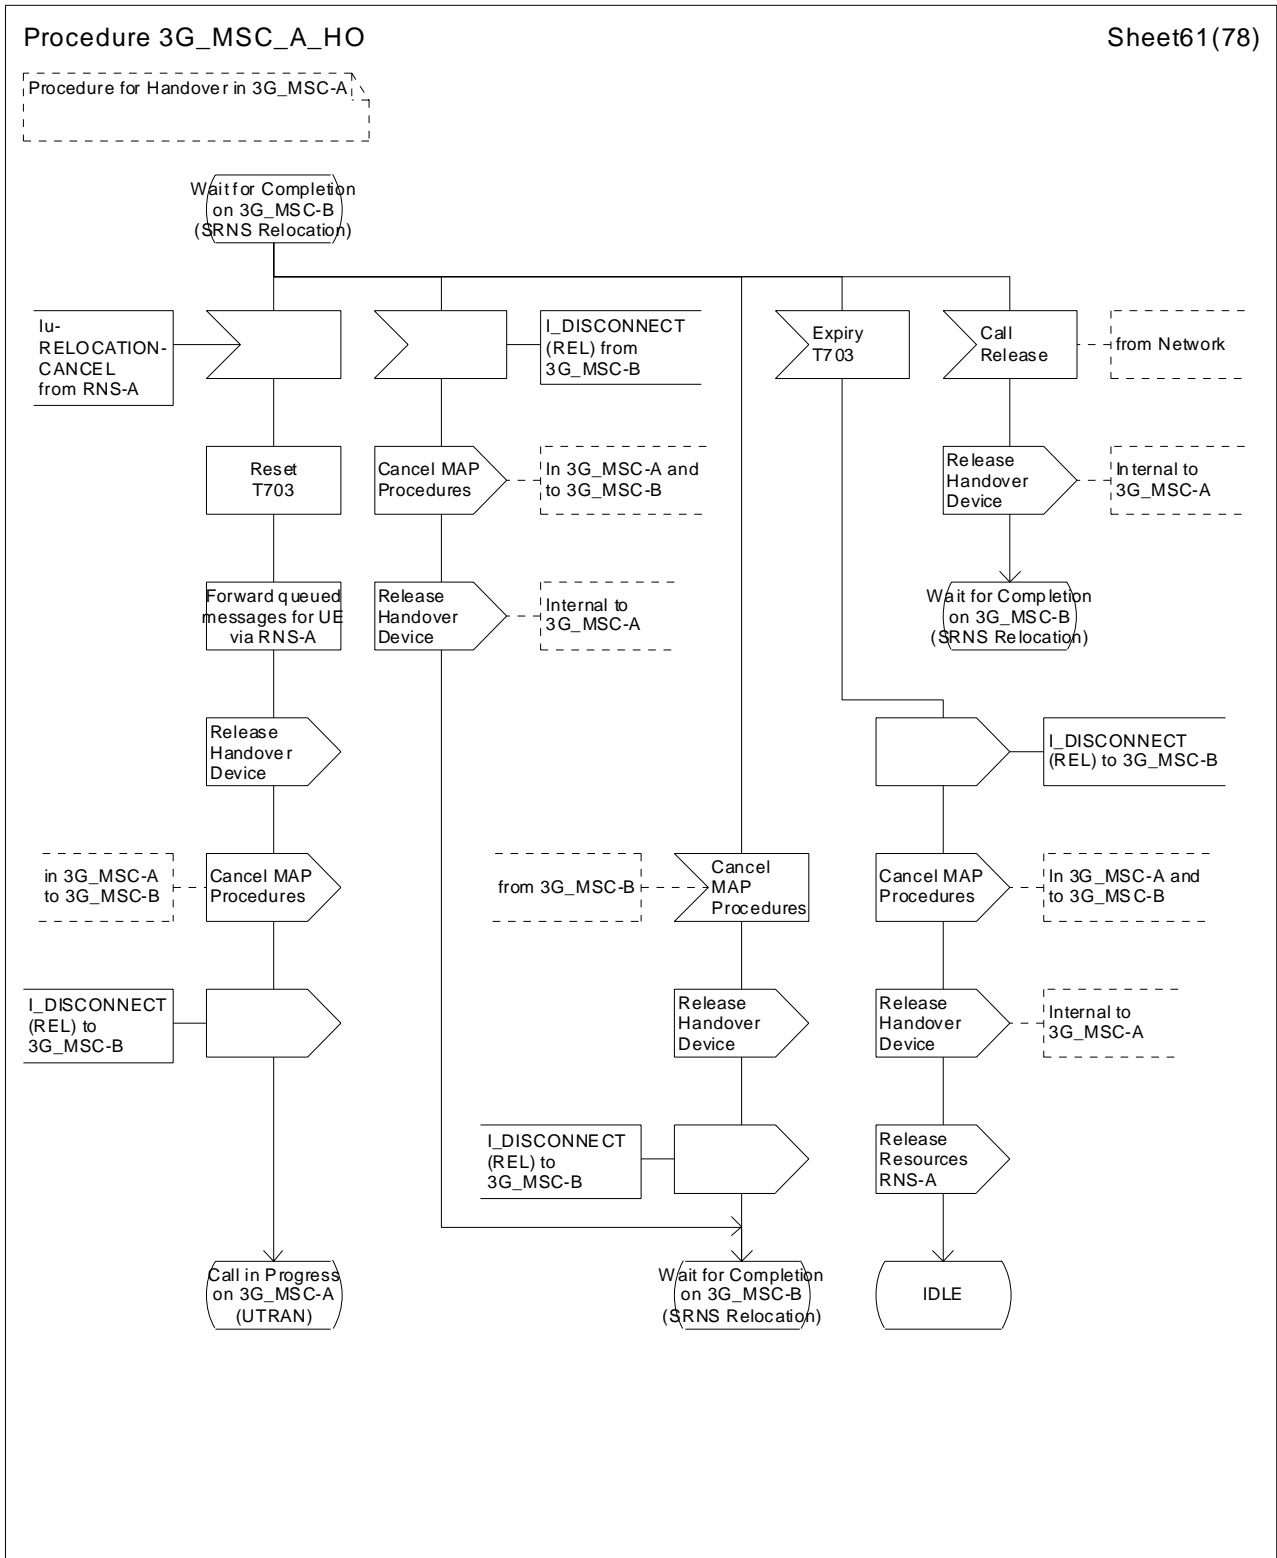 Procedure 3G_MSC_A_HO
Sheet61(78)
Procedure for Handover in 3G_MSC-A
Wait for Completion
on 3G_MSC-B
(SRNS Relocation)
Iu-
RELOCATION-
CANCEL
from RNS-A
I_DISCONNECT
(REL) from
3G_MSC-B
Expiry
T703
Call
Release
from Network
Reset
T703
Cancel MAP
Procedures
In 3G_MSC-A and
to 3G_MSC-B
Release
Handover
Device
Internal to
3G_MSC-A
Forward queued
messages for UE
via RNS-A
Release
Handover
Device
Internal to
3G_MSC-A
Wait for Completion
on 3G_MSC-B
(SRNS Relocation)
Release
Handover
Device
I_DISCONNECT
(REL) to 3G_MSC-B
in 3G_MSC-A
to 3G_MSC-B
Cancel MAP
Procedures
from 3G_MSC-B
Cancel
MAP
Procedures
Cancel MAP
Procedures
In 3G_MSC-A and
to 3G_MSC-B
I_DISCONNECT
(REL) to
3G_MSC-B
Release
Handover
Device
Release
Handover
Device
Internal to
3G_MSC-A
I_DISCONNECT
(REL) to
3G_MSC-B
Release
Resources
RNS-A
Call in Progress
on 3G_MSC-A
(UTRAN)
Wait for Completion
on 3G_MSC-B
(SRNS Relocation)
IDLE